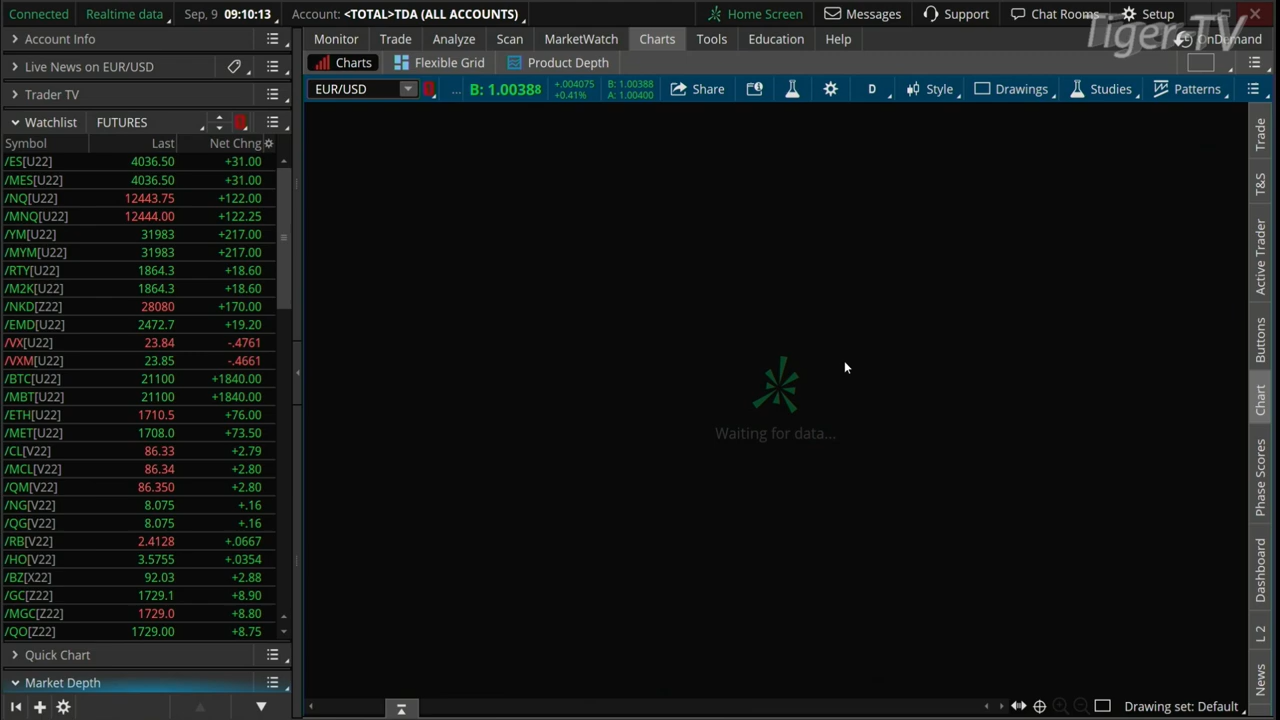 Connected Realtime data Sep, 9 09:10:13 Account: <TOTAL>TDA (ALL ACCOUNTS) Home Screen Messages Support Chat Rooms Setup
Tiger TV
OnDemand
Account Info
Live News on EUR/USD
Trader TV
Watchlist FUTURES
Symbol Last Net Chng
/ES[U22] 4036.50 +31.00
/MES[U22] 4036.50 +31.00
/NQ[U22] 12443.75 +122.00
/MNQ[U22] 12444.00 +122.25
/YM[U22] 31983 +217.00
/MYM[U22] 31983 +217.00
/RTY[U22] 1864.3 +18.60
/M2K[U22] 1864.3 +18.60
/NKD[Z22] 28080 +170.00
/EMD[U22] 2472.7 +19.20
/VX[U22] 23.84 -.4761
/VXM[U22] 23.85 -.4661
/BTC[U22] 21100 +1840.00
/MBT[U22] 21100 +1840.00
/ETH[U22] 1710.5 +76.00
/MET[U22] 1708.0 +73.50
/CL[V22] 86.33 +2.79
/MCL[V22] 86.34 +2.80
/QM[V22] 86.350 +2.80
/NG[V22] 8.075 +.16
/QG[V22] 8.075 +.16
/RB[V22] 2.4128 +.0667
/HO[V22] 3.5755 +.0354
/BZ[X22] 92.03 +2.88
/GC[Z22] 1729.1 +8.90
/MGC[Z22] 1729.0 +8.80
/QO[Z22] 1729.00 +8.75
Quick Chart
Market Depth
Monitor Trade Analyze Scan MarketWatch Charts Tools Education Help
Charts Flexible Grid Product Depth
EUR/USD ... B: 1.00388 +.004075 +0.41% B: 1.00388 A: 1.00400 Share D Style Drawings Studies Patterns
Waiting for data...
Trade
T&S
Active Trader
Buttons
Chart
Phase Scores
Dashboard
L 2
News
Drawing set: Default